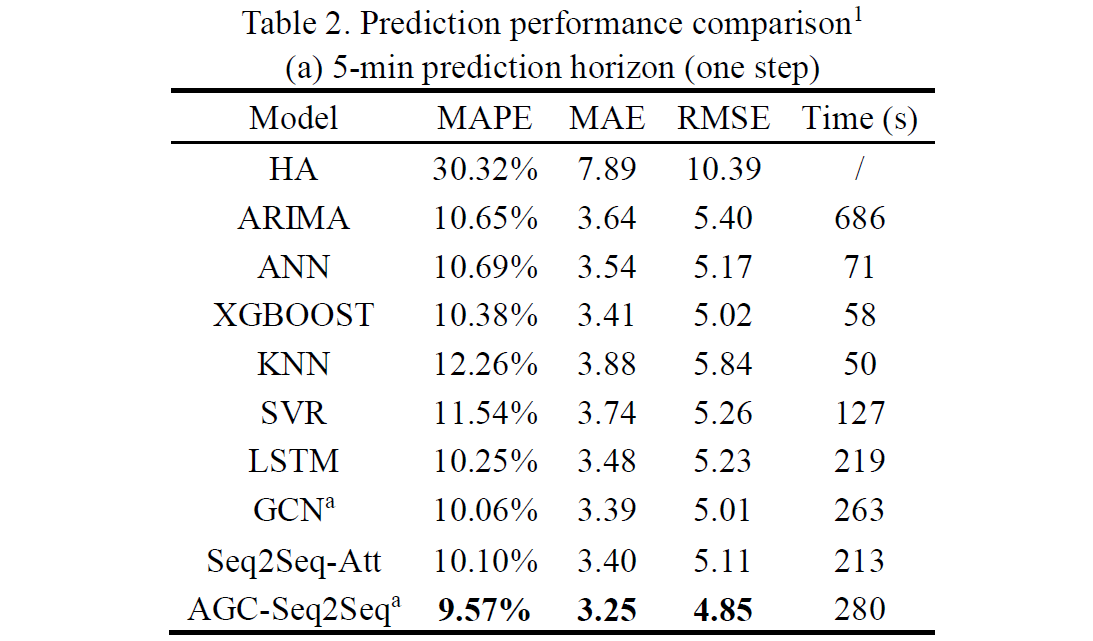 Table 2. Prediction performance comparison1
(a) 5-min prediction horizon (one step)
Model MAPE MAE RMSE Time (s)
HA 30.32% 7.89 10.39 /
ARIMA 10.65% 3.64 5.40 686
ANN 10.69% 3.54 5.17 71
XGBOOST 10.38% 3.41 5.02 58
KNN 12.26% 3.88 5.84 50
SVR 11.54% 3.74 5.26 127
LSTM 10.25% 3.48 5.23 219
GCNa 10.06% 3.39 5.01 263
Seq2Seq-Att 10.10% 3.40 5.11 213
AGC-Seq2Seqa 9.57% 3.25 4.85 280